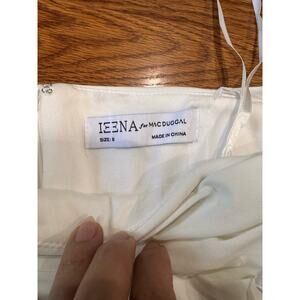 IEENA for MAC DUGGAL
SIZE: 8
MADE IN CHINA